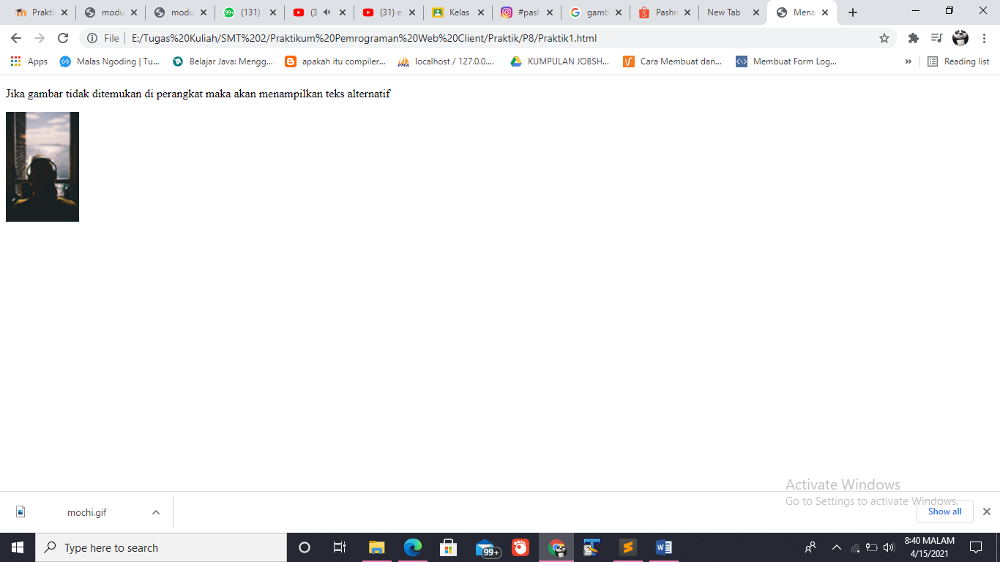 Prakti
modu
modu
99+ (131)
(3
(31) e
Kelas
#pash
gamb
Pashm
New Tab
Mena
File
E:/Tugas%20Kuliah/SMT%202/Praktikum%20Pemrograman%20Web%20Client/Praktik/P8/Praktik1.html
Apps
Malas Ngoding | Tu...
Belajar Java: Mengg...
apakah itu compiler...
localhost / 127.0.0....
KUMPULAN JOBSH...
Cara Membuat dan...
Membuat Form Log...
»
Reading list
Jika gambar tidak ditemukan di perangkat maka akan menampilkan teks alternatif
Activate Windows
Go to Settings to activate Windows.
mochi.gif
Show all
Type here to search
99+
8:40 MALAM
4/15/2021